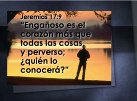 Jeremías 17:9
"Engañoso es el
corazón más que
todas las cosas,
y perverso;
¿quién lo
conocerá?"